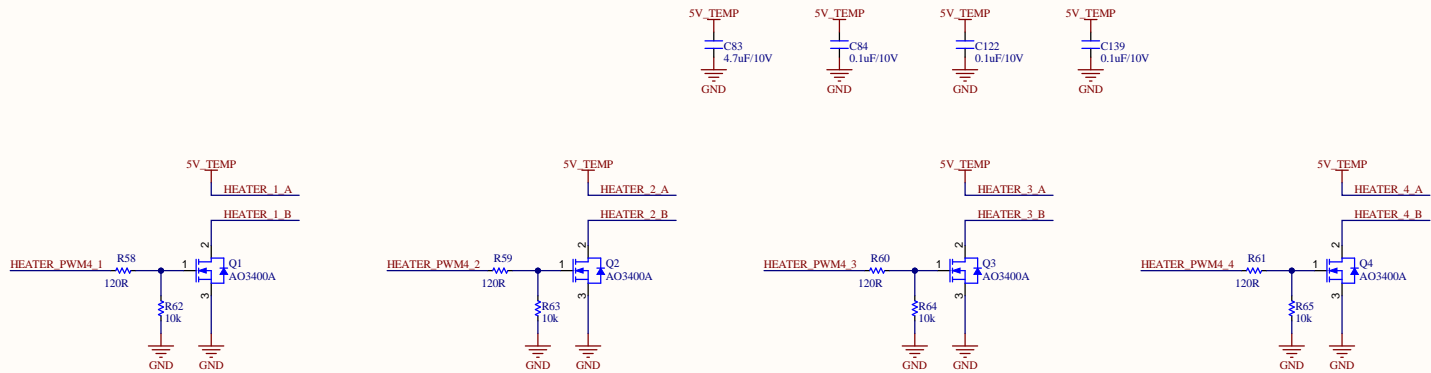 5V_TEMP 5V_TEMP 5V_TEMP 5V_TEMP
C83 C84 C122 C139
4.7uF/10V 0.1uF/10V 0.1uF/10V 0.1uF/10V
GND GND GND GND
5V_TEMP 5V_TEMP 5V_TEMP 5V_TEMP
HEATER_1_A HEATER_2_A HEATER_3_A HEATER_4_A
HEATER_1_B HEATER_2_B HEATER_3_B HEATER_4_B
2 2 2 2
HEATER_PWM4_1 R58 1 Q1 HEATER_PWM4_2 R59 1 Q2 HEATER_PWM4_3 R60 1 Q3 HEATER_PWM4_4 R61 1 Q4
120R AO3400A 120R AO3400A 120R AO3400A 120R AO3400A
3 3 3 3
R62 R63 R64 R65
10k 10k 10k 10k
GND GND GND GND GND GND GND GND